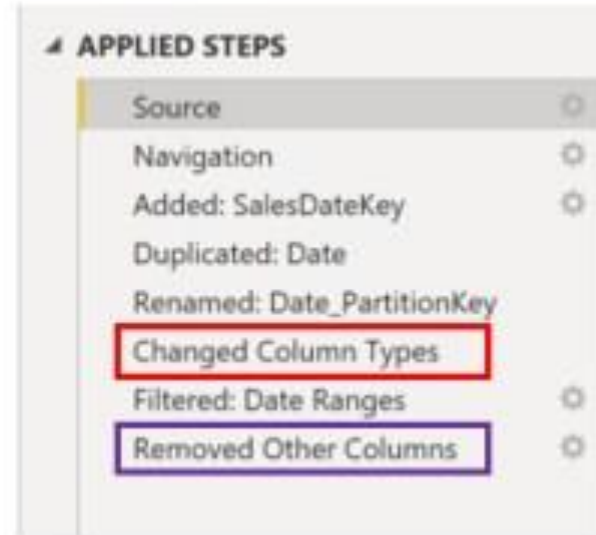 APPLIED STEPS
Source
Navigation
Added: SalesDateKey
Duplicated: Date
Renamed: Date_PartitionKey
Changed Column Types
Filtered: Date Ranges
Removed Other Columns